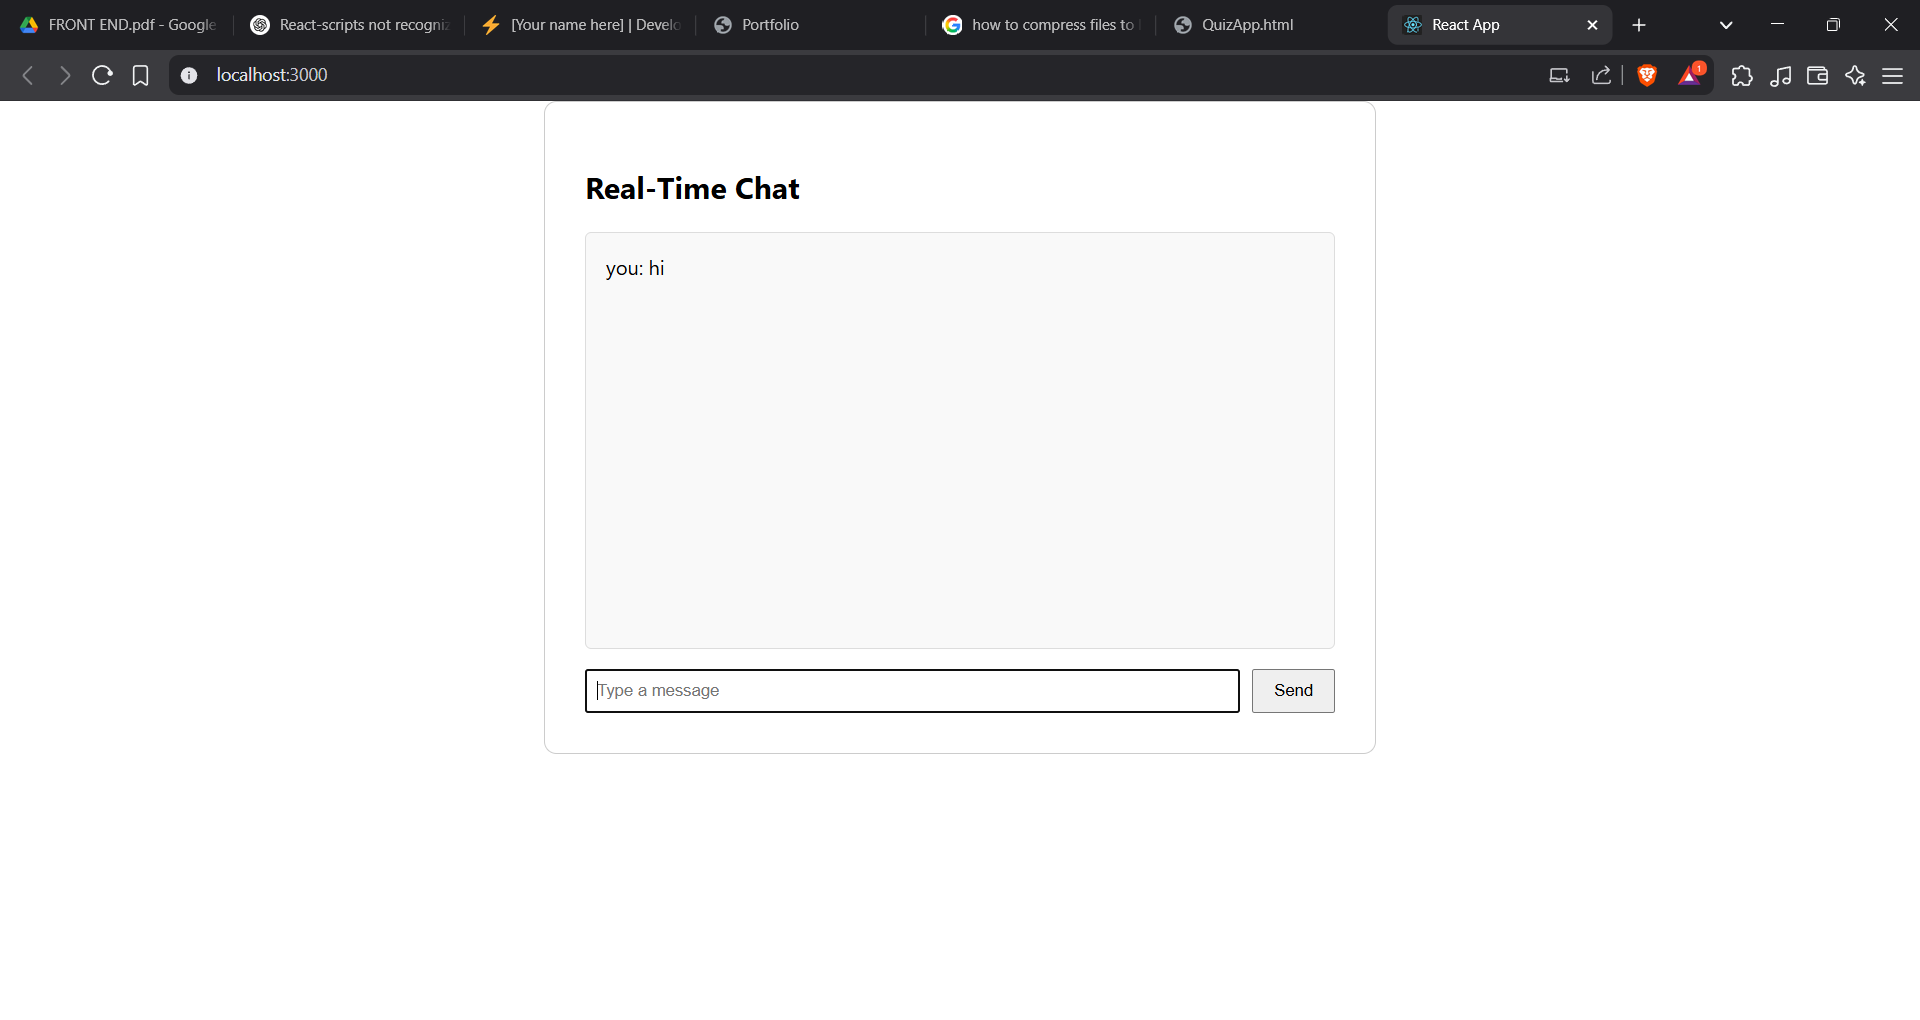 FRONT END.pdf - Google
React-scripts not recogni
[Your name here] | Develo
Portfolio
how to compress files to
QuizApp.html
React App
localhost:3000
1
Real-Time Chat
you: hi
Type a message
Send